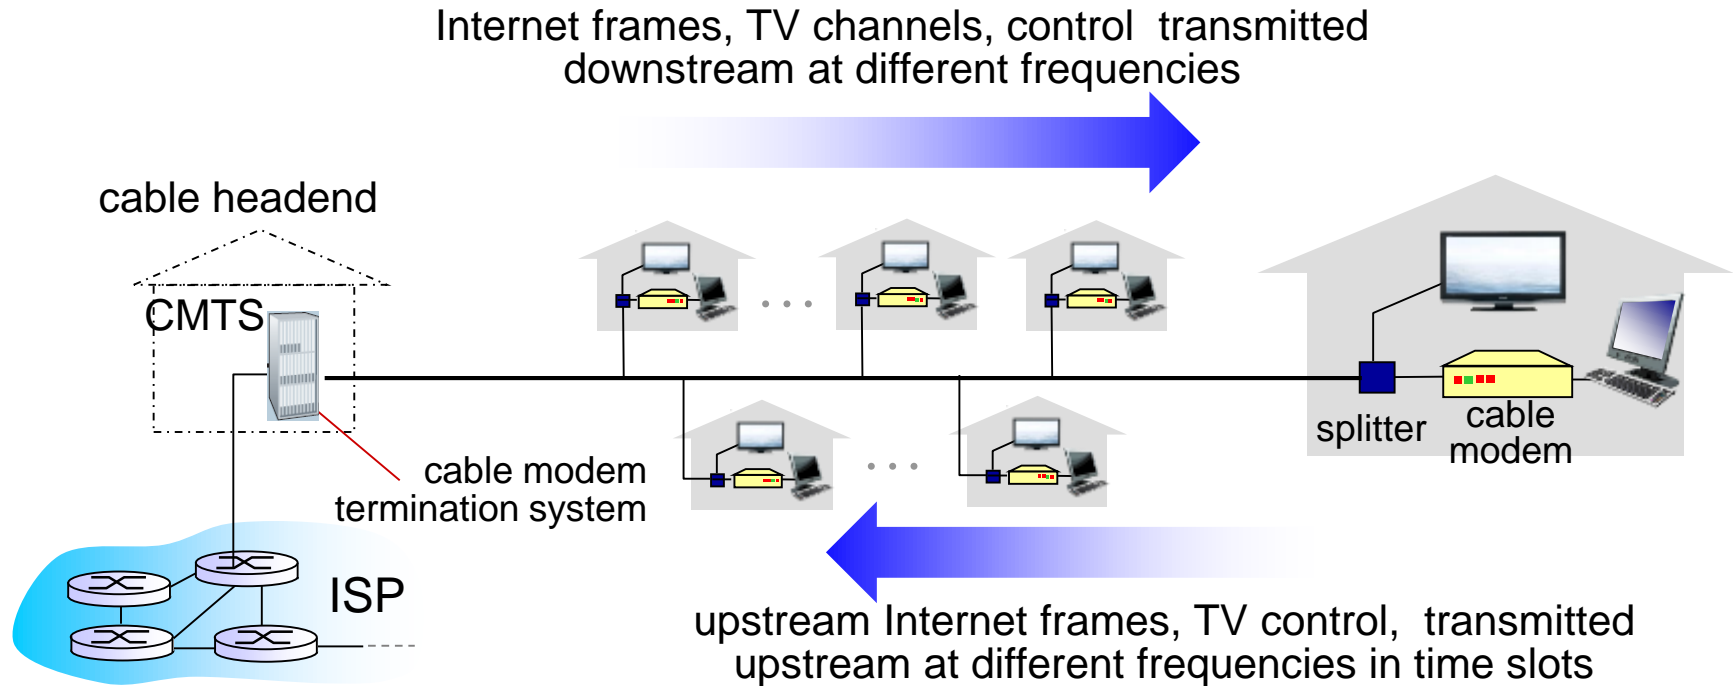 Internet frames, TV channels, control  transmitted
downstream at different frequencies
cable headend
CMTS
splitter
cable
modem
cable modem
termination system
ISP
upstream Internet frames, TV control,  transmitted
upstream at different frequencies in time slots